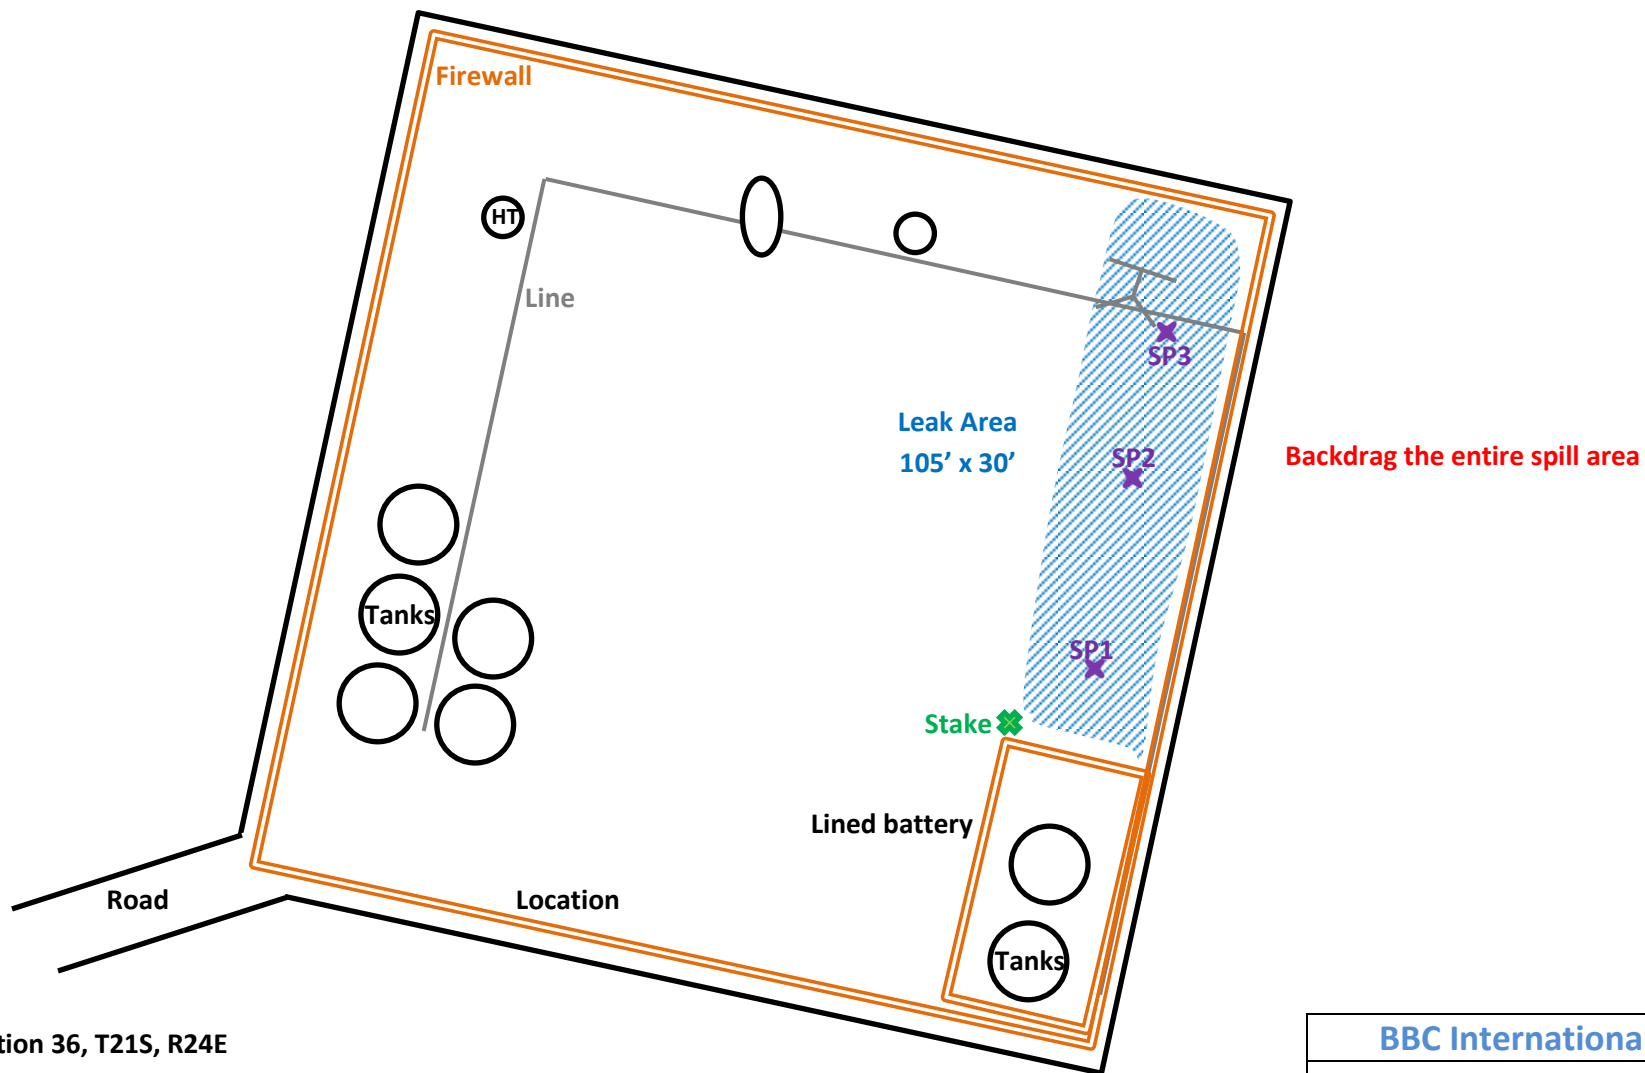 Firewall
HT
Line
SP3
Leak Area
105’ x 30’
SP2
Backdrag the entire spill area
Tanks
SP1
Stake
Lined battery
Road
Location
Tanks
tion 36, T21S, R24E
BBC Internationa